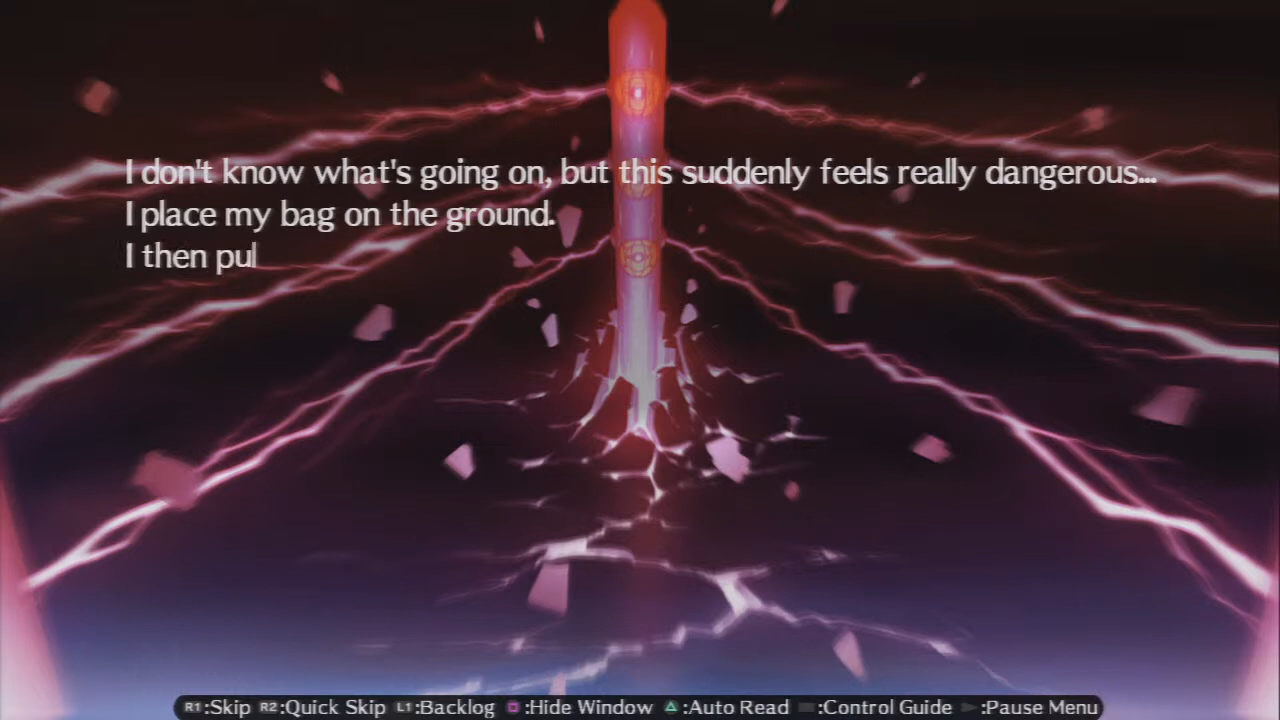 I don't know what's going on, but this suddenly feels really dangerous...
I place my bag on the ground.
I then pul
R1:Skip R2:Quick Skip L1:Backlog :Hide Window :Auto Read :Control Guide :Pause Menu